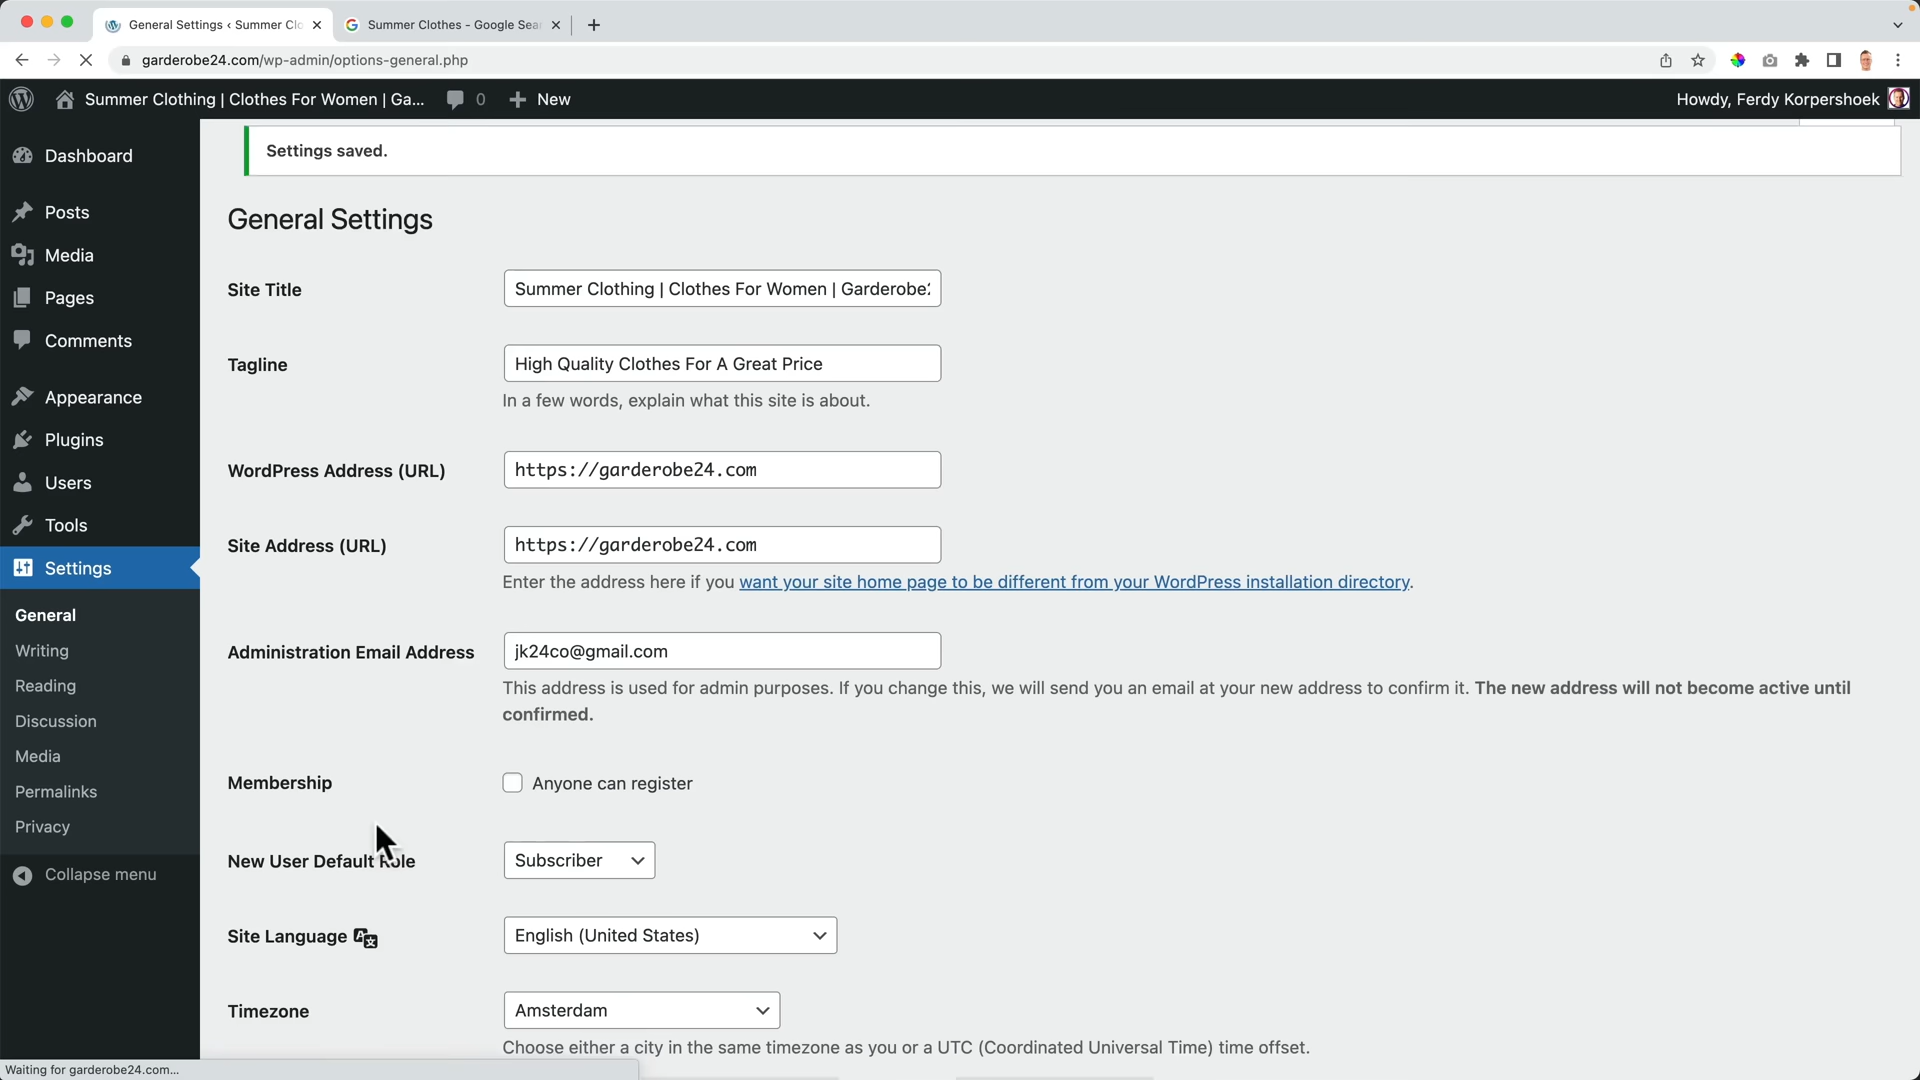 General Settings ‹ Summer Clo
Summer Clothes - Google Sea
garderobe24.com/wp-admin/options-general.php
Summer Clothing | Clothes For Women | Ga...
0
New
Howdy, Ferdy Korpershoek
Dashboard
Posts
Media
Pages
Comments
Appearance
Plugins
Users
Tools
Settings
General
Writing
Reading
Discussion
Media
Permalinks
Privacy
Collapse menu
Settings saved.
General Settings
Site Title
Summer Clothing | Clothes For Women | Garderobe
Tagline
High Quality Clothes For A Great Price
In a few words, explain what this site is about.
WordPress Address (URL)
https://garderobe24.com
Site Address (URL)
https://garderobe24.com
Enter the address here if you want your site home page to be different from your WordPress installation directory.
Administration Email Address
jk24co@gmail.com
This address is used for admin purposes. If you change this, we will send you an email at your new address to confirm it. The new address will not become active until
confirmed.
Membership
Anyone can register
New User Default Role
Subscriber
Site Language
English (United States)
Timezone
Amsterdam
Choose either a city in the same timezone as you or a UTC (Coordinated Universal Time) time offset.
Waiting for garderobe24.com...